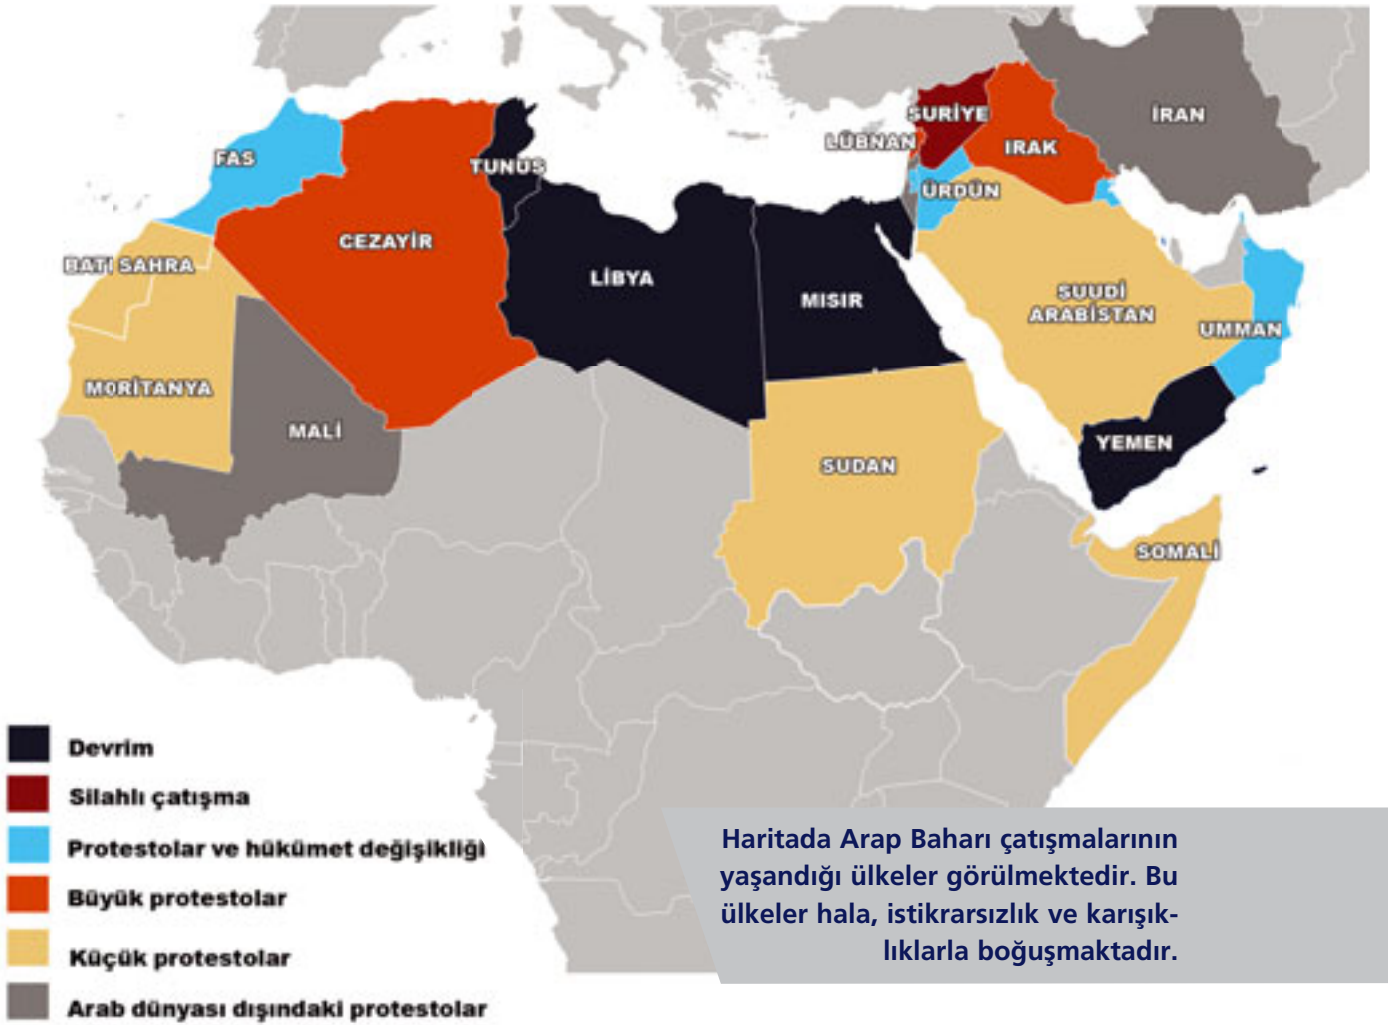 İRAN
SURİYE
LÜBNAN
IRAK
FAS
TUNUS
ÜRDÜN
CEZAYİR
BATI SAHRA
LİBYA
MISIR
SUUDİ
ARABİSTAN
UMMAN
MORİTANYA
MALİ
YEMEN
SUDAN
SOMALİ
Devrim
Silahlı çatışma
Protestolar ve hükümet değişikliği
Büyük protestolar
Küçük protestolar
Arab dünyası dışındaki protestolar
Haritada Arap Baharı çatışmalarının
yaşandığı ülkeler görülmektedir. Bu
ülkeler hala, istikrarsızlık ve karışık-
lıklarla boğuşmaktadır.